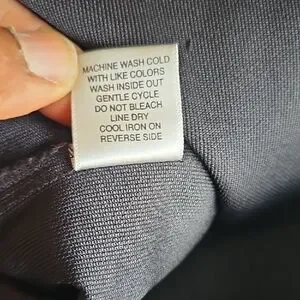 MACHINE WASH COLD
WITH LIKE COLORS
WASH INSIDE OUT
GENTLE CYCLE
DO NOT BLEACH
LINE DRY
COOL IRON ON
REVERSE SIDE